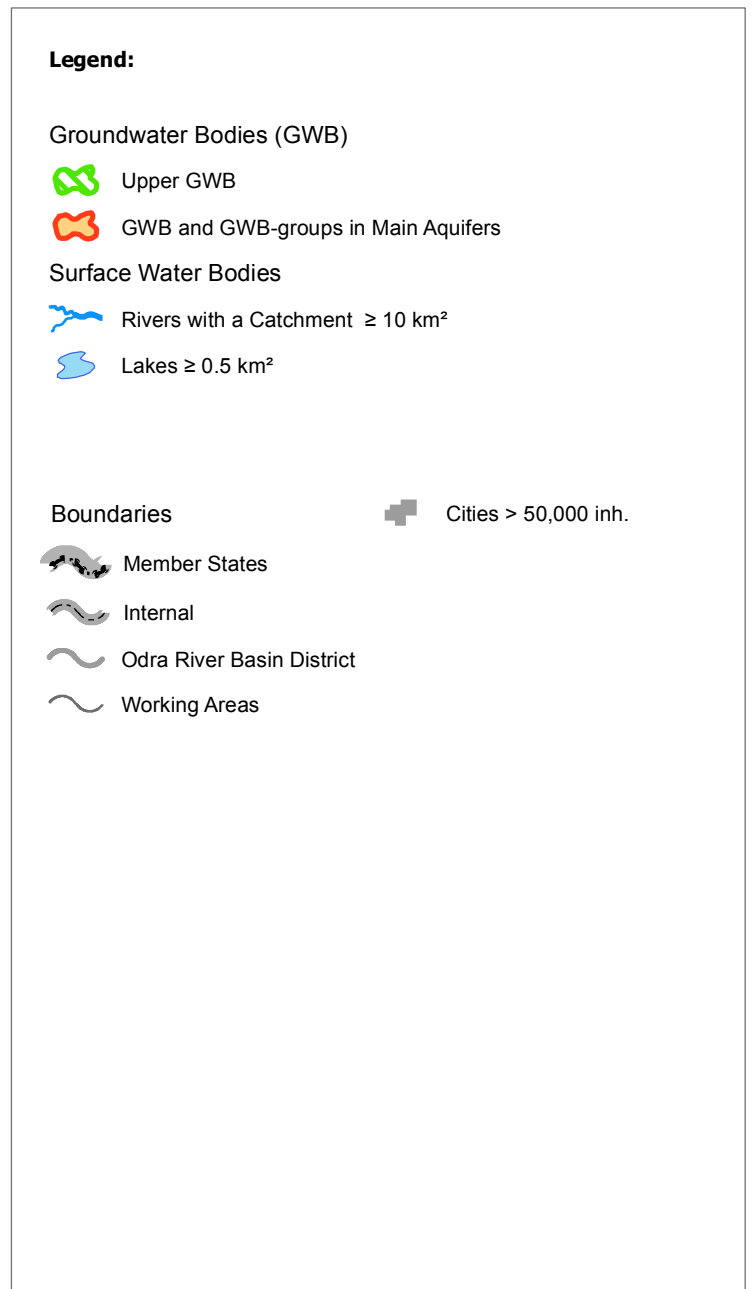 Legend:
Groundwater Bodies (GWB)
Upper GWB
GWB and GWB-groups in Main Aquifers
Surface Water Bodies
Rivers with a Catchment ≥ 10 km²
Lakes ≥ 0.5 km²
Boundaries
Cities > 50,000 inh.
Member States
Internal
Odra River Basin District
Working Areas